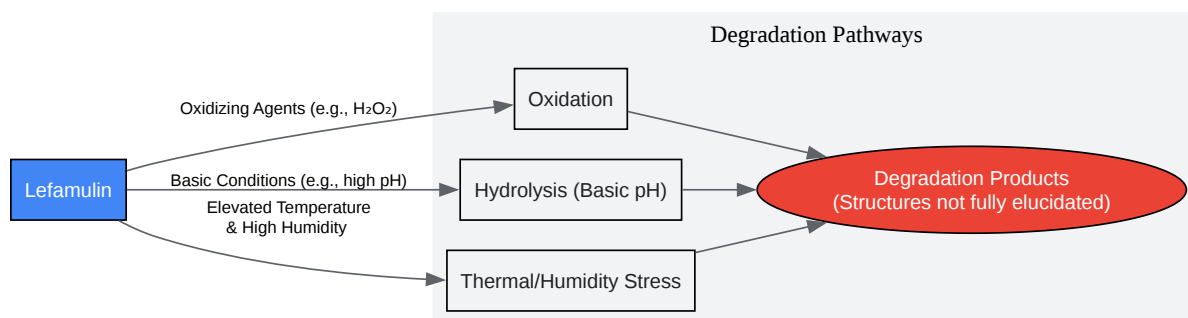 Degradation Pathways
Oxidizing Agents (e.g., H₂O₂)
Oxidation
Lefamulin
Basic Conditions (e.g., high pH)
Hydrolysis (Basic pH)
Degradation Products
(Structures not fully elucidated)
Elevated Temperature
& High Humidity
Thermal/Humidity Stress